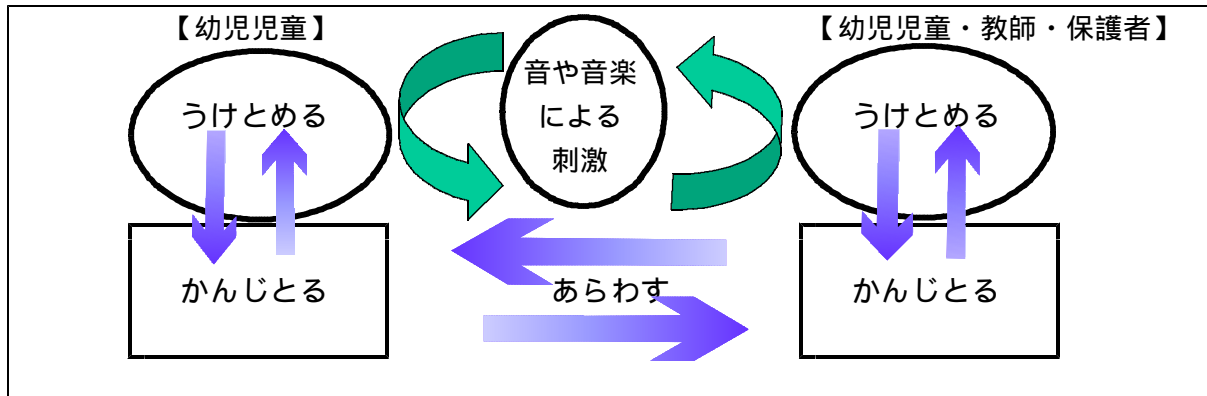 【幼児児童】
【幼児児童・教師・保護者】
うけとめる
音や音楽
による
刺激
うけとめる
かんじとる
あらわす
かんじとる